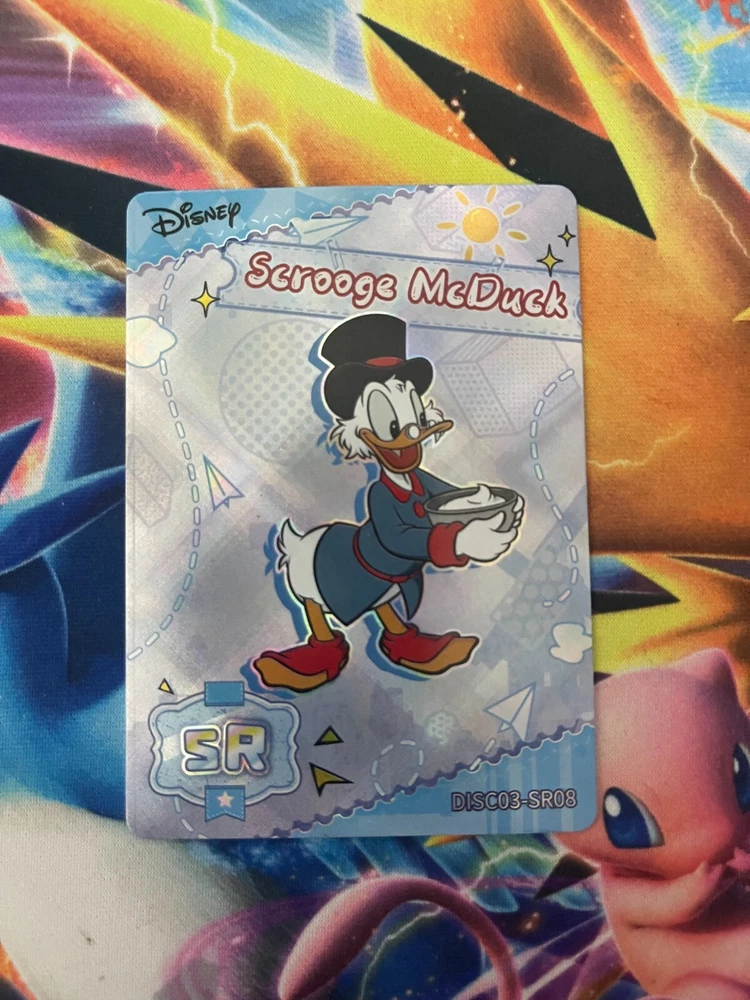 Disney
Scrooge McDuck
SR
DISC03-SR08